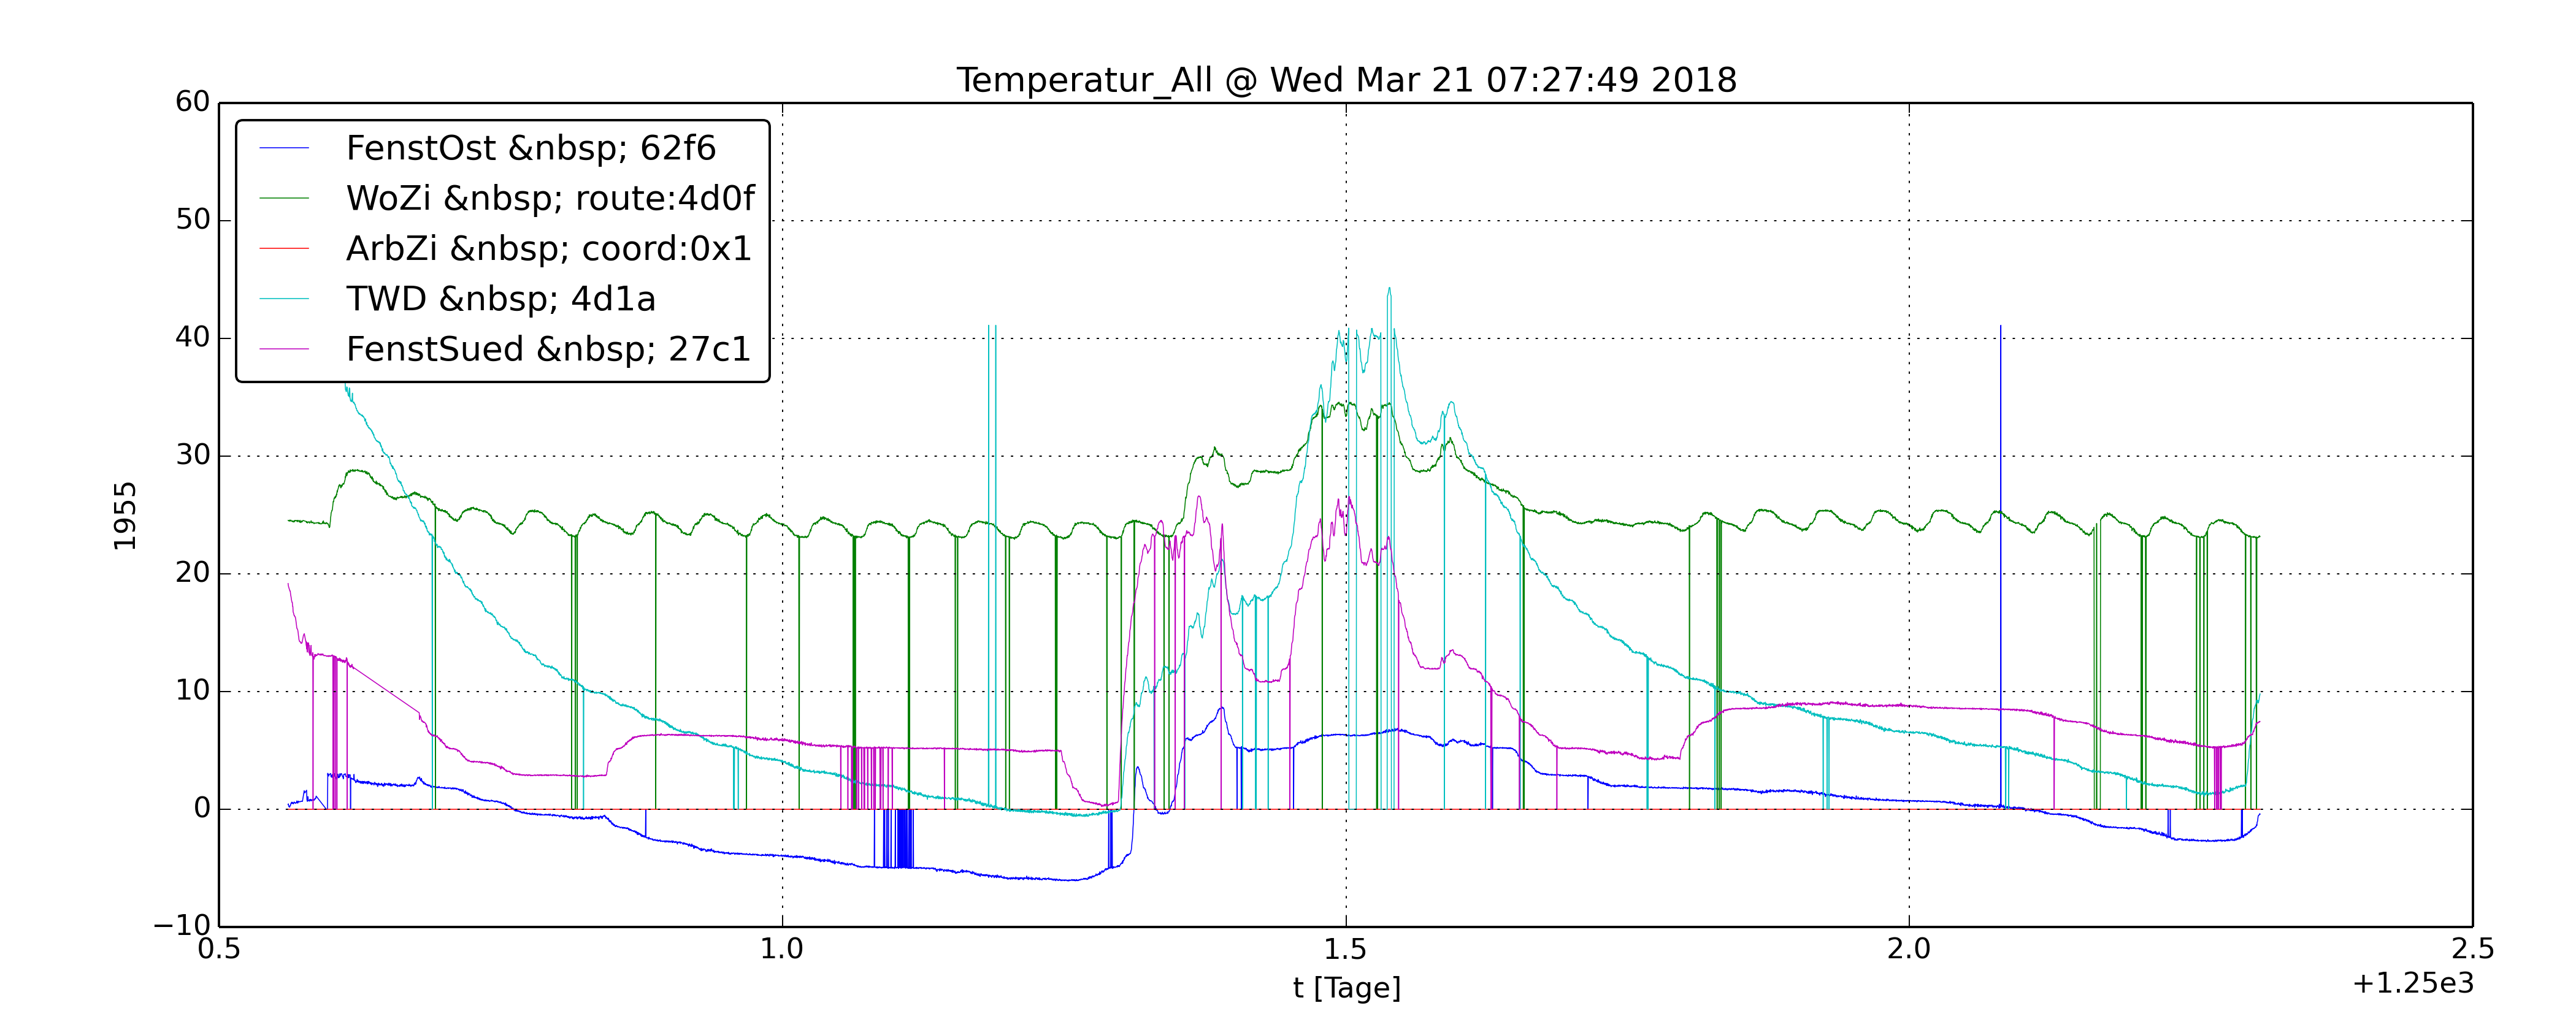 Temperatur_All @ Wed Mar 21 07:27:49 2018
60
50
40
30
20
10
0
−10
1955
FenstOst &nbsp; 62f6
WoZi &nbsp; route:4d0f
ArbZi &nbsp; coord:0x1
TWD &nbsp; 4d1a
FenstSued &nbsp; 27c1
0.5 1.0 1.5 2.0 2.5
t [Tage]
+1.25e3